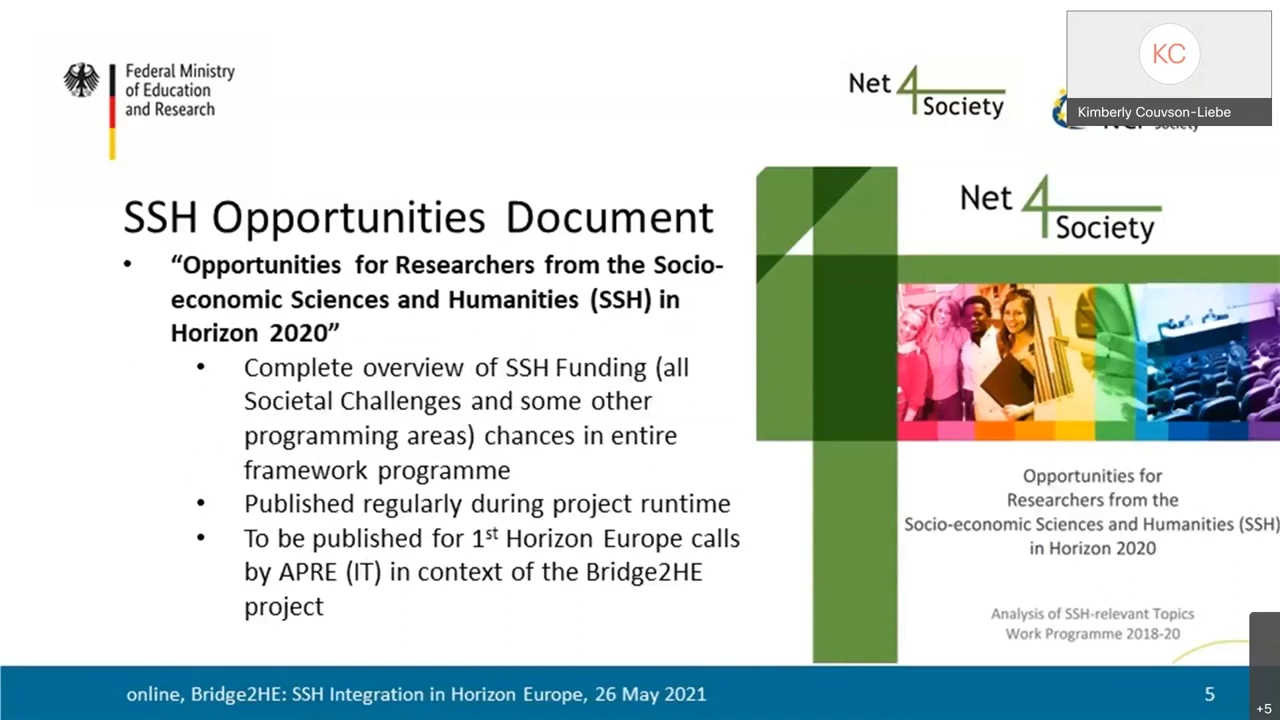 Federal Ministry
of Education
and Research
Net
4
Society
KC
Kimberly Couvson-Liebe
SSH Opportunities Document
• “Opportunities for Researchers from the Socio-
economic Sciences and Humanities (SSH) in
Horizon 2020”
• Complete overview of SSH Funding (all
Societal Challenges and some other
programming areas) chances in entire
framework programme
• Published regularly during project runtime
• To be published for 1st Horizon Europe calls
by APRE (IT) in context of the Bridge2HE
project
Net
4
Society
Opportunities for
Researchers from the
Socio-economic Sciences and Humanities (SSH)
in Horizon 2020
Analysis of SSH-relevant Topics
Work Programme 2018-20
online, Bridge2HE: SSH Integration in Horizon Europe, 26 May 2021
5
+5